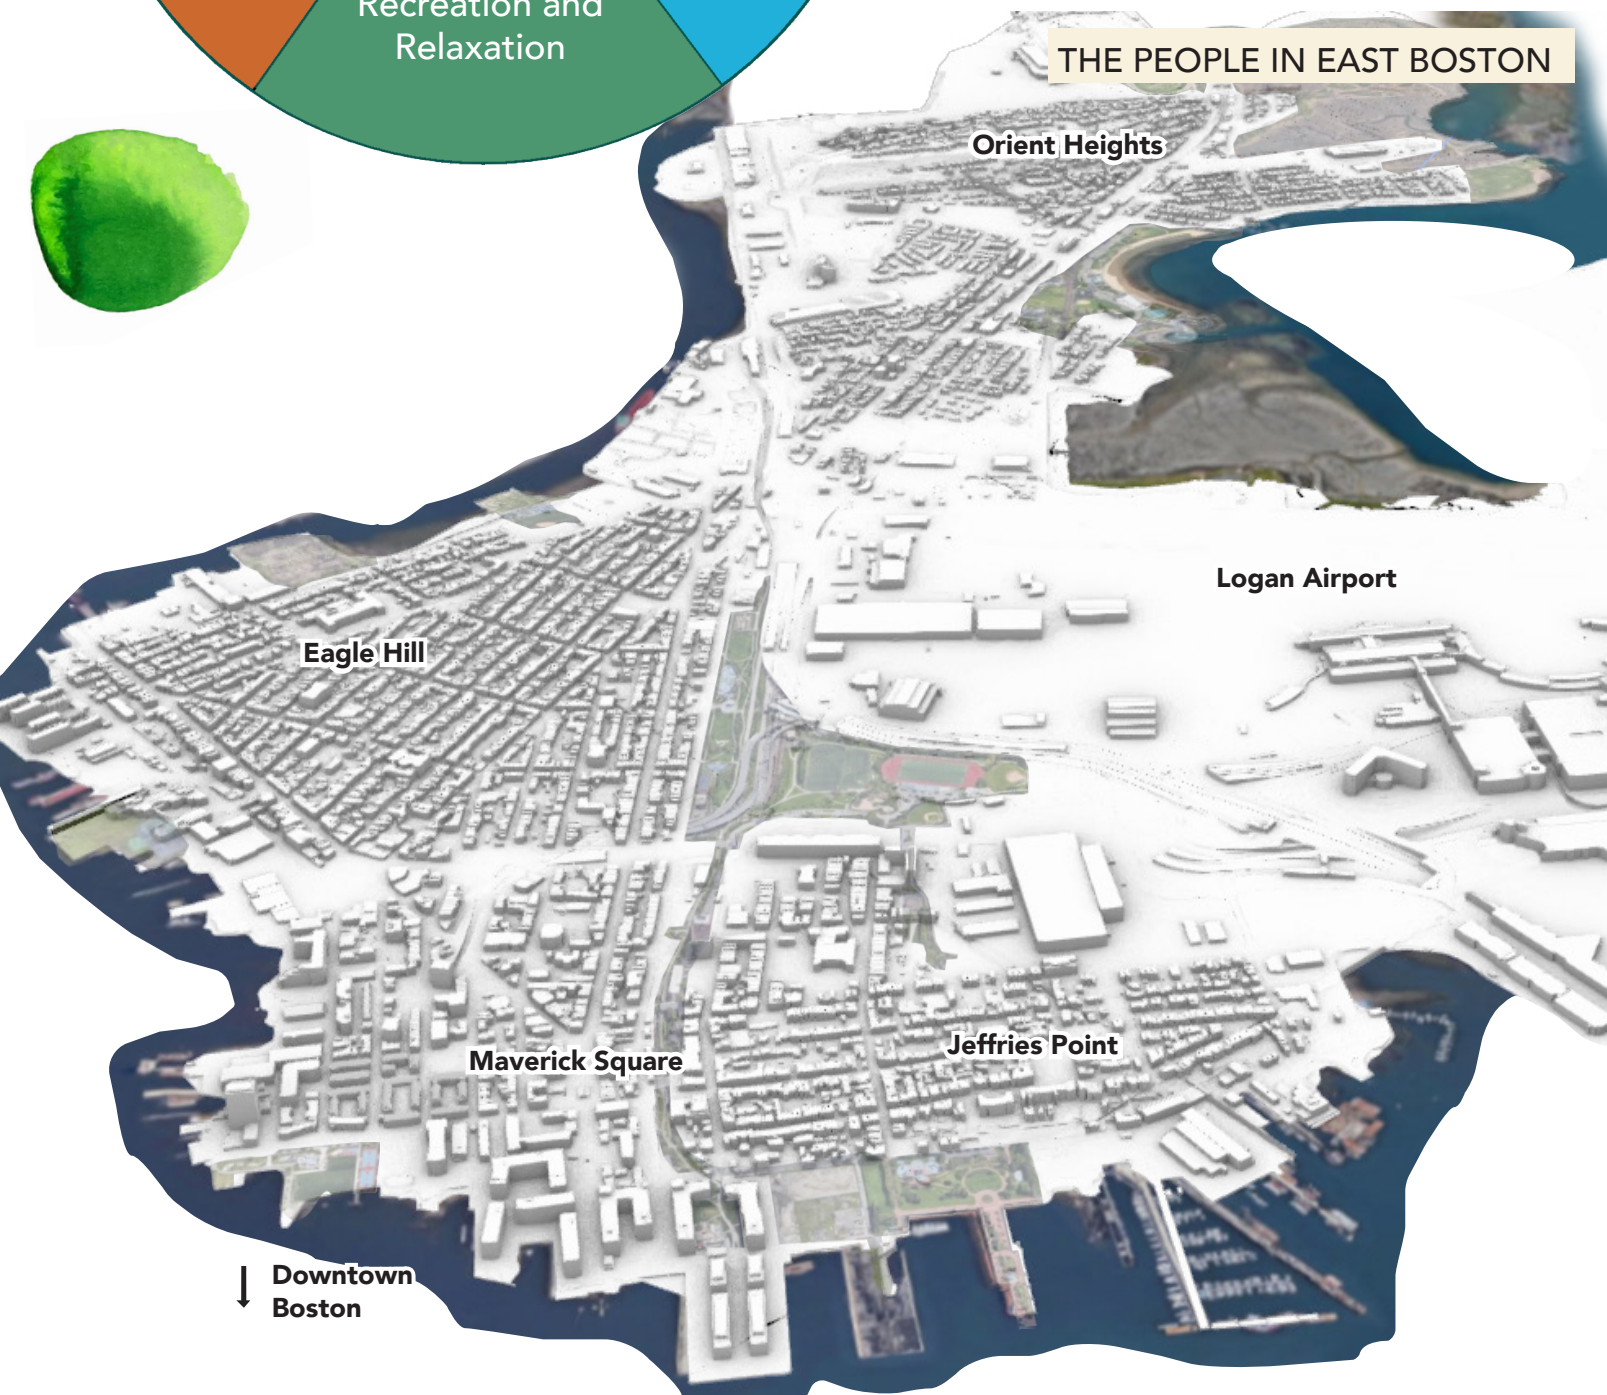 Recreation and
Relaxation
THE PEOPLE IN EAST BOSTON
Orient Heights
Logan Airport
Eagle Hill
Jeffries Point
Maverick Square
Downtown
Boston